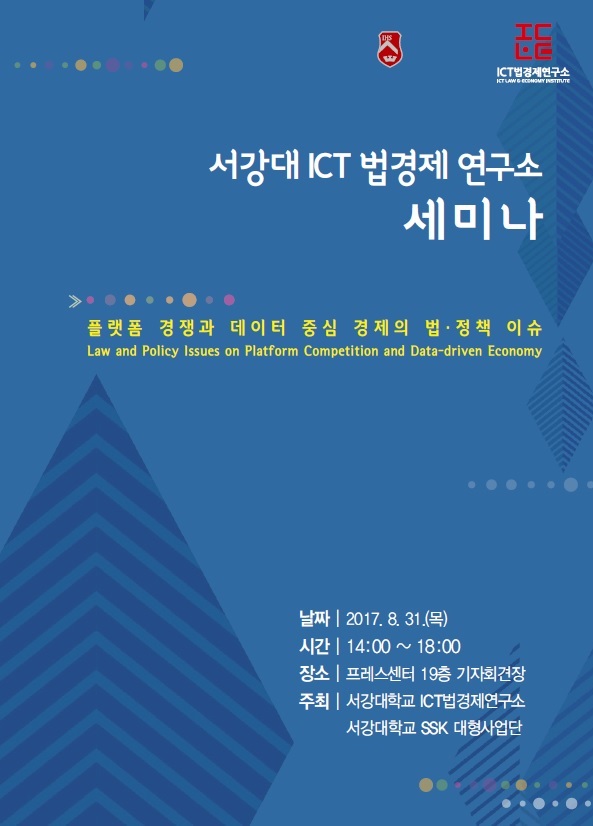 IHS
ICT법경제연구소
ICT LAW & ECONOMY INSTITUTE
서강대 ICT 법경제 연구소
세미나
플랫폼 경쟁과 데이터 중심 경제의 법·정책 이슈
Law and Policy Issues on Platform Competition and Data-driven Economy
날짜 | 2017. 8. 31.(목)
시간 | 14:00 ~ 18:00
장소 | 프레스센터 19층 기자회견장
주최 | 서강대학교 ICT법경제연구소
서강대학교 SSK 대형사업단